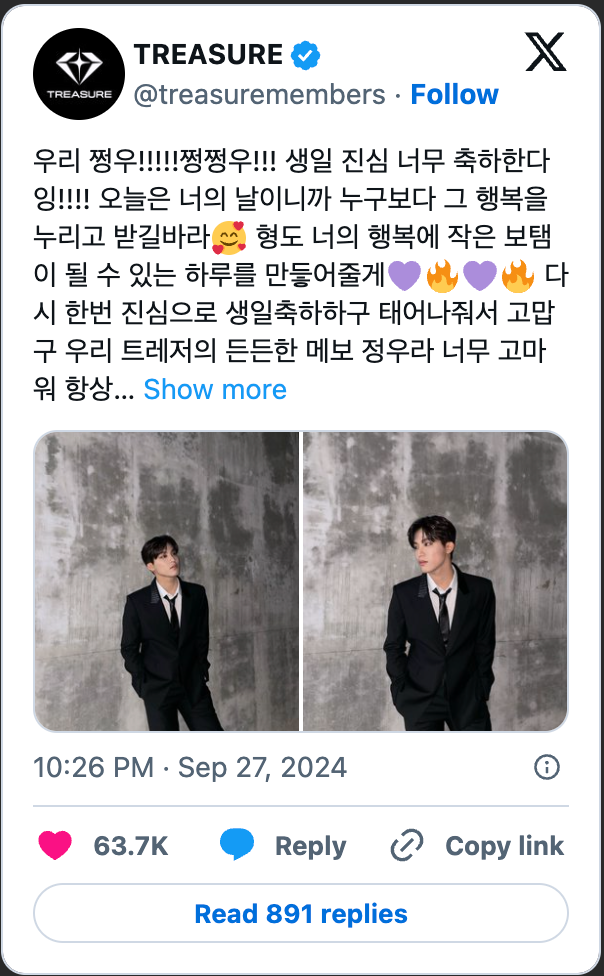 TREASURE
TREASURE
@treasuremembers · Follow
우리 쩡우!!!!!쩡쩡우!!! 생일 진심 너무 축하한다
잉!!!! 오늘은 너의 날이니까 누구보다 그 행복을
누리고 받길바라🥰 형도 너의 행복에 작은 보탬
이 될 수 있는 하루를 만듷어줄게💜🔥💜🔥 다
시 한번 진심으로 생일축하하구 태어나줘서 고맙
구 우리 트레저의 든든한 메보 정우라 너무 고마
워 항상... Show more
10:26 PM · Sep 27, 2024
63.7K Reply Copy link
Read 891 replies